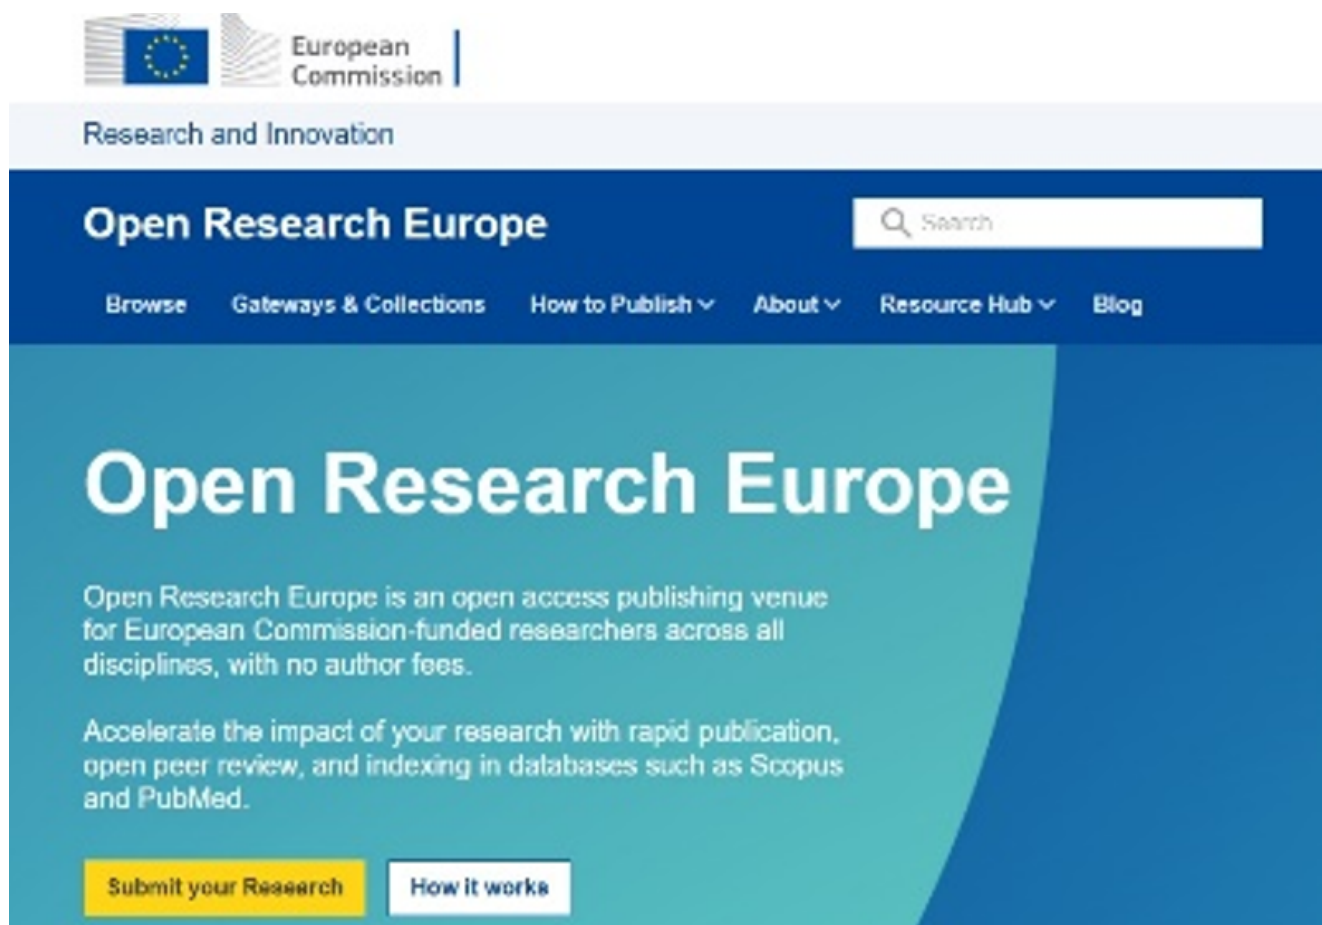 European
Commission
Research and Innovation
Open Research Europe
Search
Browse Gateways & Collections How to Publish About Resource Hub Blog
Open Research Europe
Open Research Europe is an open access publishing venue
for European Commission-funded researchers across all
disciplines, with no author fees.
Accelerate the impact of your research with rapid publication,
open peer review, and indexing in databases such as Scopus
and PubMed.
Submit your Research How it works